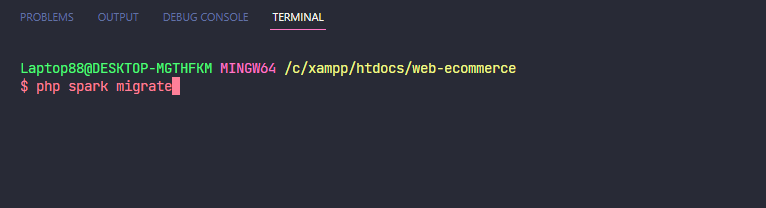 PROBLEMS OUTPUT DEBUG CONSOLE TERMINAL
Laptop88@DESKTOP-MGTHFKM MINGW64 /c/xampp/htdocs/web-ecommerce
$ php spark migrate